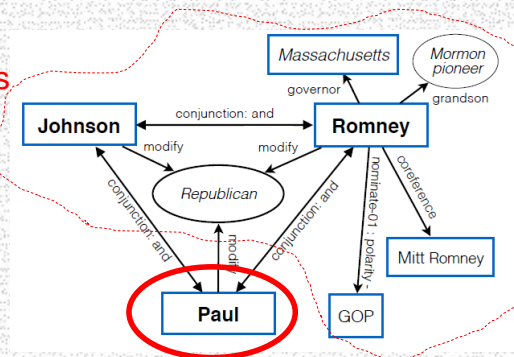 s
Massachusetts
Mormon
pioneer
governor
grandson
conjunction: and
Johnson
Romney
modify
modify
Republican
conjunction: and
modify
conjunction: and
nominate-01 : polarity -
coreference
Mitt Romney
Paul
GOP